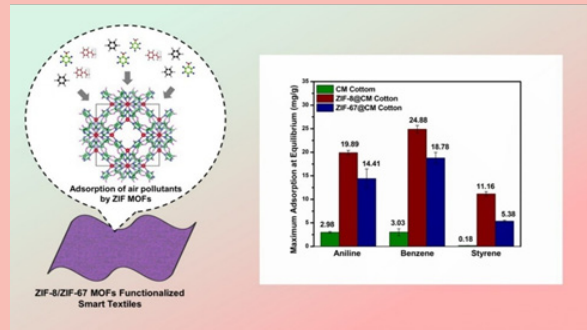 Adsorption of air pollutants
by ZIF MOFs
ZIF-8/ZIF-67 MOFs Functionalized
Smart Textiles
Maximum Adsorption at Equilibrium (mg/g)
35
30
25
20
15
10
5
0
CM Cottom
ZIF-8@CM Cotton
ZIF-67@CM Cotton
2.98
19.89
14.41
3.03
24.88
18.78
0.18
11.16
5.38
Aniline
Benzene
Styrene